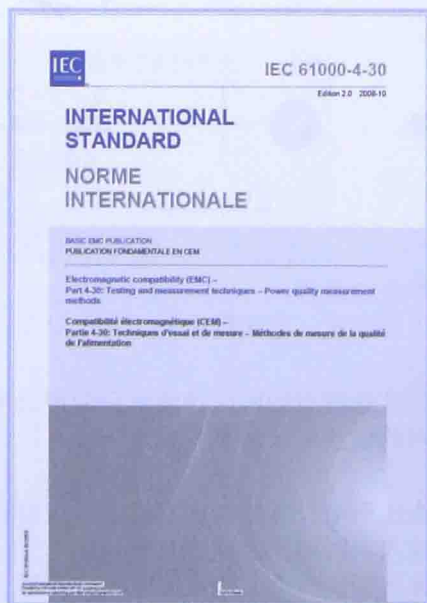 IEC
IEC 61000-4-30
Edition 2.0 2008-10
INTERNATIONAL
STANDARD
NORME
INTERNATIONALE
BASIC EMC PUBLICATION
PUBLICATION FONDAMENTALE EN CEM
Electromagnetic compatibility (EMC) –
Part 4-30: Testing and measurement techniques – Power quality measurement
methods
Compatibilité électromagnétique (CEM) –
Partie 4-30: Techniques d'essai et de mesure – Méthodes de mesure de la qualité
de l'alimentation